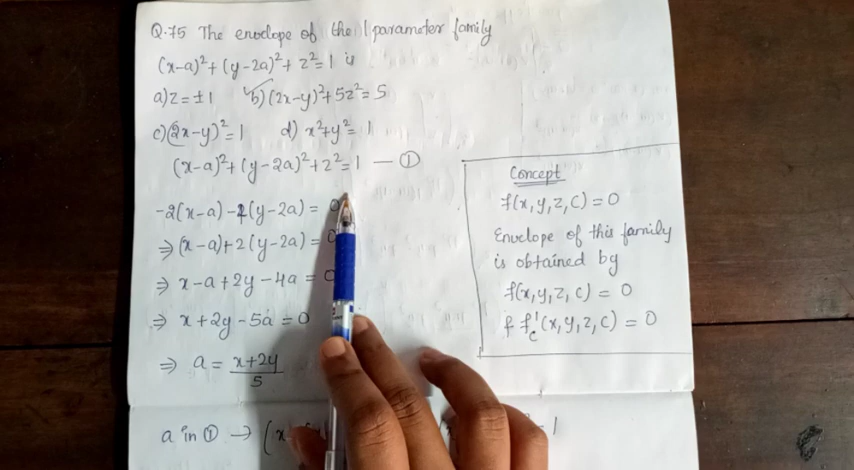 Q.75 The envelope of the 1 parameter family
(x-a)²+(y-2a)²+z²=1 is
a) z = ±1 b) (2x-y)²+5z² = 5
c) (2x-y)² = 1 d) x²+y² = 1
(x-a)²+(y-2a)²+z²=1 — ①
-2(x-a)-4(y-2a) = 0
⇒ (x-a)+2(y-2a) = 0
⇒ x-a+2y-4a = 0
⇒ x+2y-5a = 0
⇒ a = x+2y/5
a in ① → (x
Concept
f(x,y,z,c) = 0
Envelope of this family
is obtained by
f(x,y,z,c) = 0
& f'c(x,y,z,c) = 0